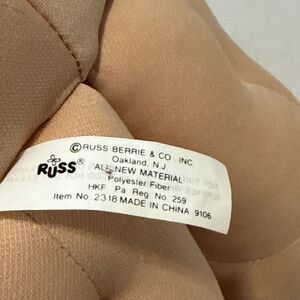 ©RUSS BERRIE & CO INC.
Oakland, N J
RUSS
ALL NEW MATERIAL
Polyester Fiber
HKF Pa Reg No 259
Item No 2318 MADE IN CHINA 9106